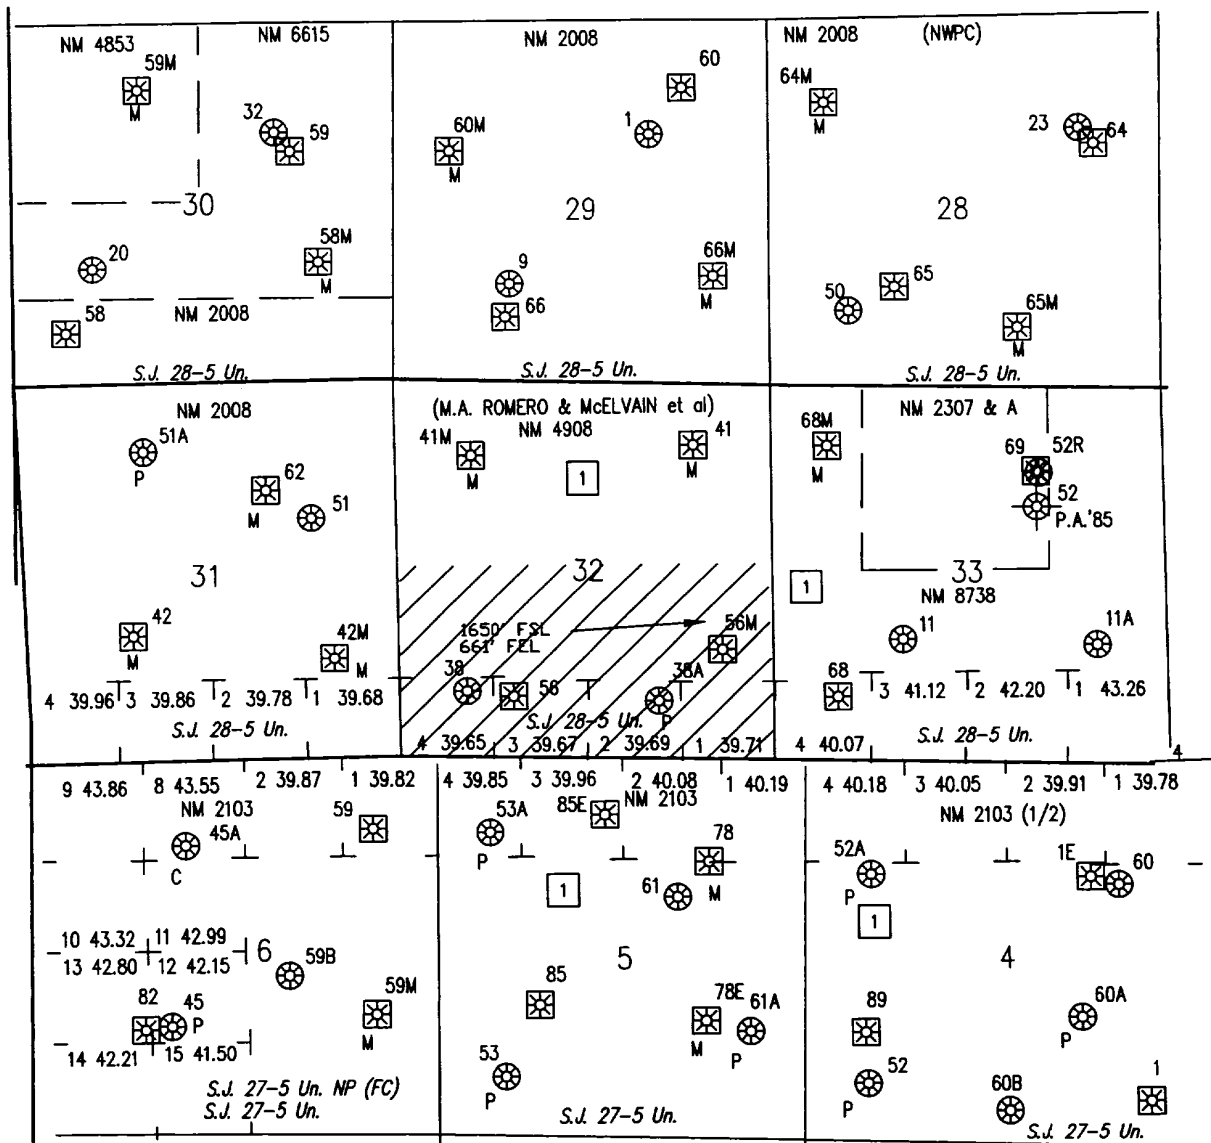 NM 4853
NM 6615
59M
M
32
59
30
20
58M
M
58
NM 2008
S.J. 28-5 Un.
NM 2008
60
60M
M
1
29
9
66M
M
66
S.J. 28-5 Un.
NM 2008 (NWPC)
64M
M
23
64
28
65
50
65M
M
S.J. 28-5 Un.
NM 2008
51A
P
62
M
51
31
42
M
42M
M
4 39.96 3 39.86 2 39.78 1 39.68
S.J. 28-5 Un.
(M.A. ROMERO & McELVAIN et al)
NM 4908
41M
M
41
M
1
32
1650' FSL
661' FEL
56M
38
56
38A
P
S.J. 28-5 Un.
4 39.65 3 39.67 2 39.69 1 39.71
NM 2307 & A
68M
M
69
52R
52
P.A.'85
33
1
NM 8738
11
11A
68
3 41.12 2 42.20 1 43.26
S.J. 28-5 Un.
4 40.07
4
9 43.86 8 43.55 2 39.87 1 39.82
NM 2103
45A
C
59
10 43.32 11 42.99
6
13 42.80 12 42.15
59B
82
45
P
59M
M
14 42.21 15 41.50
S.J. 27-5 Un. NP (FC)
S.J. 27-5 Un.
4 39.85 3 39.96 2 40.08 1 40.19
NM 2103
53A
P
85E
78
M
1
61
5
85
78E
M
61A
P
53
P
S.J. 27-5 Un.
4 40.18 3 40.05 2 39.91 1 39.78
NM 2103 (1/2)
52A
P
1E
60
1
4
89
60A
P
52
P
60B
1
S.J. 27-5 Un.